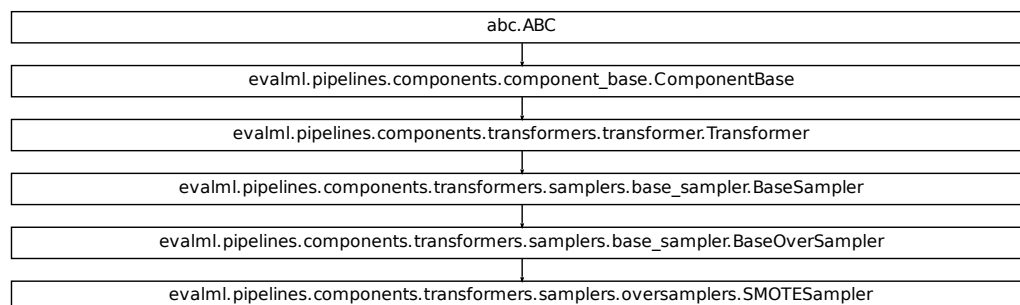 abc.ABC
evalml.pipelines.components.component_base.ComponentBase
evalml.pipelines.components.transformers.transformer.Transformer
evalml.pipelines.components.transformers.samplers.base_sampler.BaseSampler
evalml.pipelines.components.transformers.samplers.base_sampler.BaseOverSampler
evalml.pipelines.components.transformers.samplers.oversamplers.SMOTESampler